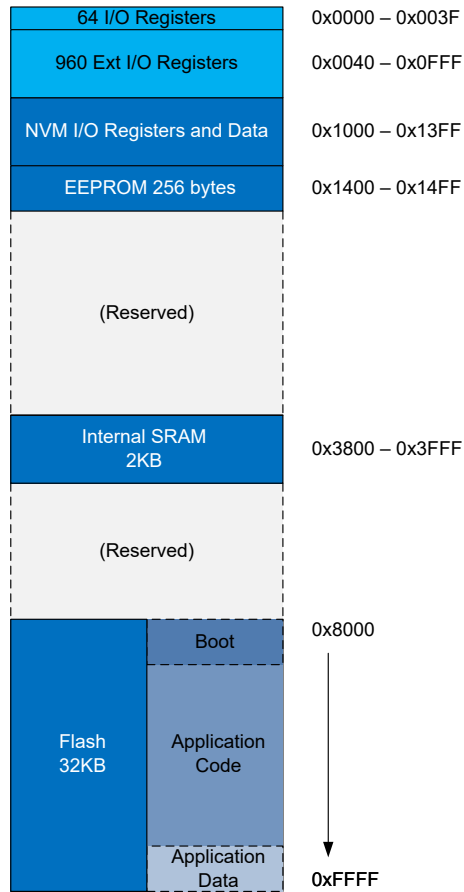 64 I/O Registers 0x0000 – 0x003F
960 Ext I/O Registers 0x0040 – 0x0FFF
NVM I/O Registers and Data 0x1000 – 0x13FF
EEPROM 256 bytes 0x1400 – 0x14FF
(Reserved)
Internal SRAM
2KB
0x3800 – 0x3FFF
(Reserved)
0x8000
Boot
Flash
32KB
Application
Code
Application
Data
0xFFFF